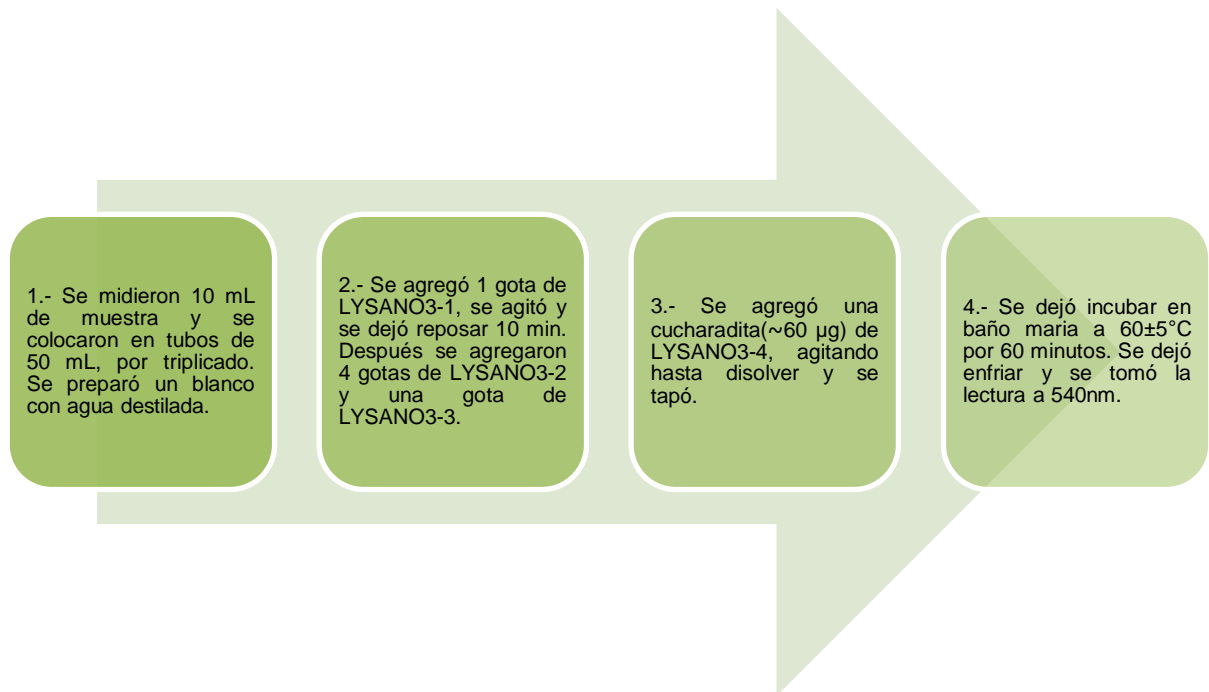 1.- Se midieron 10 mL
de muestra y se
colocaron en tubos de
50 mL, por triplicado.
Se preparó un blanco
con agua destilada.
2.- Se agregó 1 gota de
LYSANO3-1, se agitó y
se dejó reposar 10 min.
Después se agregaron
4 gotas de LYSANO3-2
y una gota de
LYSANO3-3.
3.- Se agregó una
cucharadita(~60 µg) de
LYSANO3-4, agitando
hasta disolver y se
tapó.
4.- Se dejó incubar en
baño maria a 60±5°C
por 60 minutos. Se dejó
enfriar y se tomó la
lectura a 540nm.